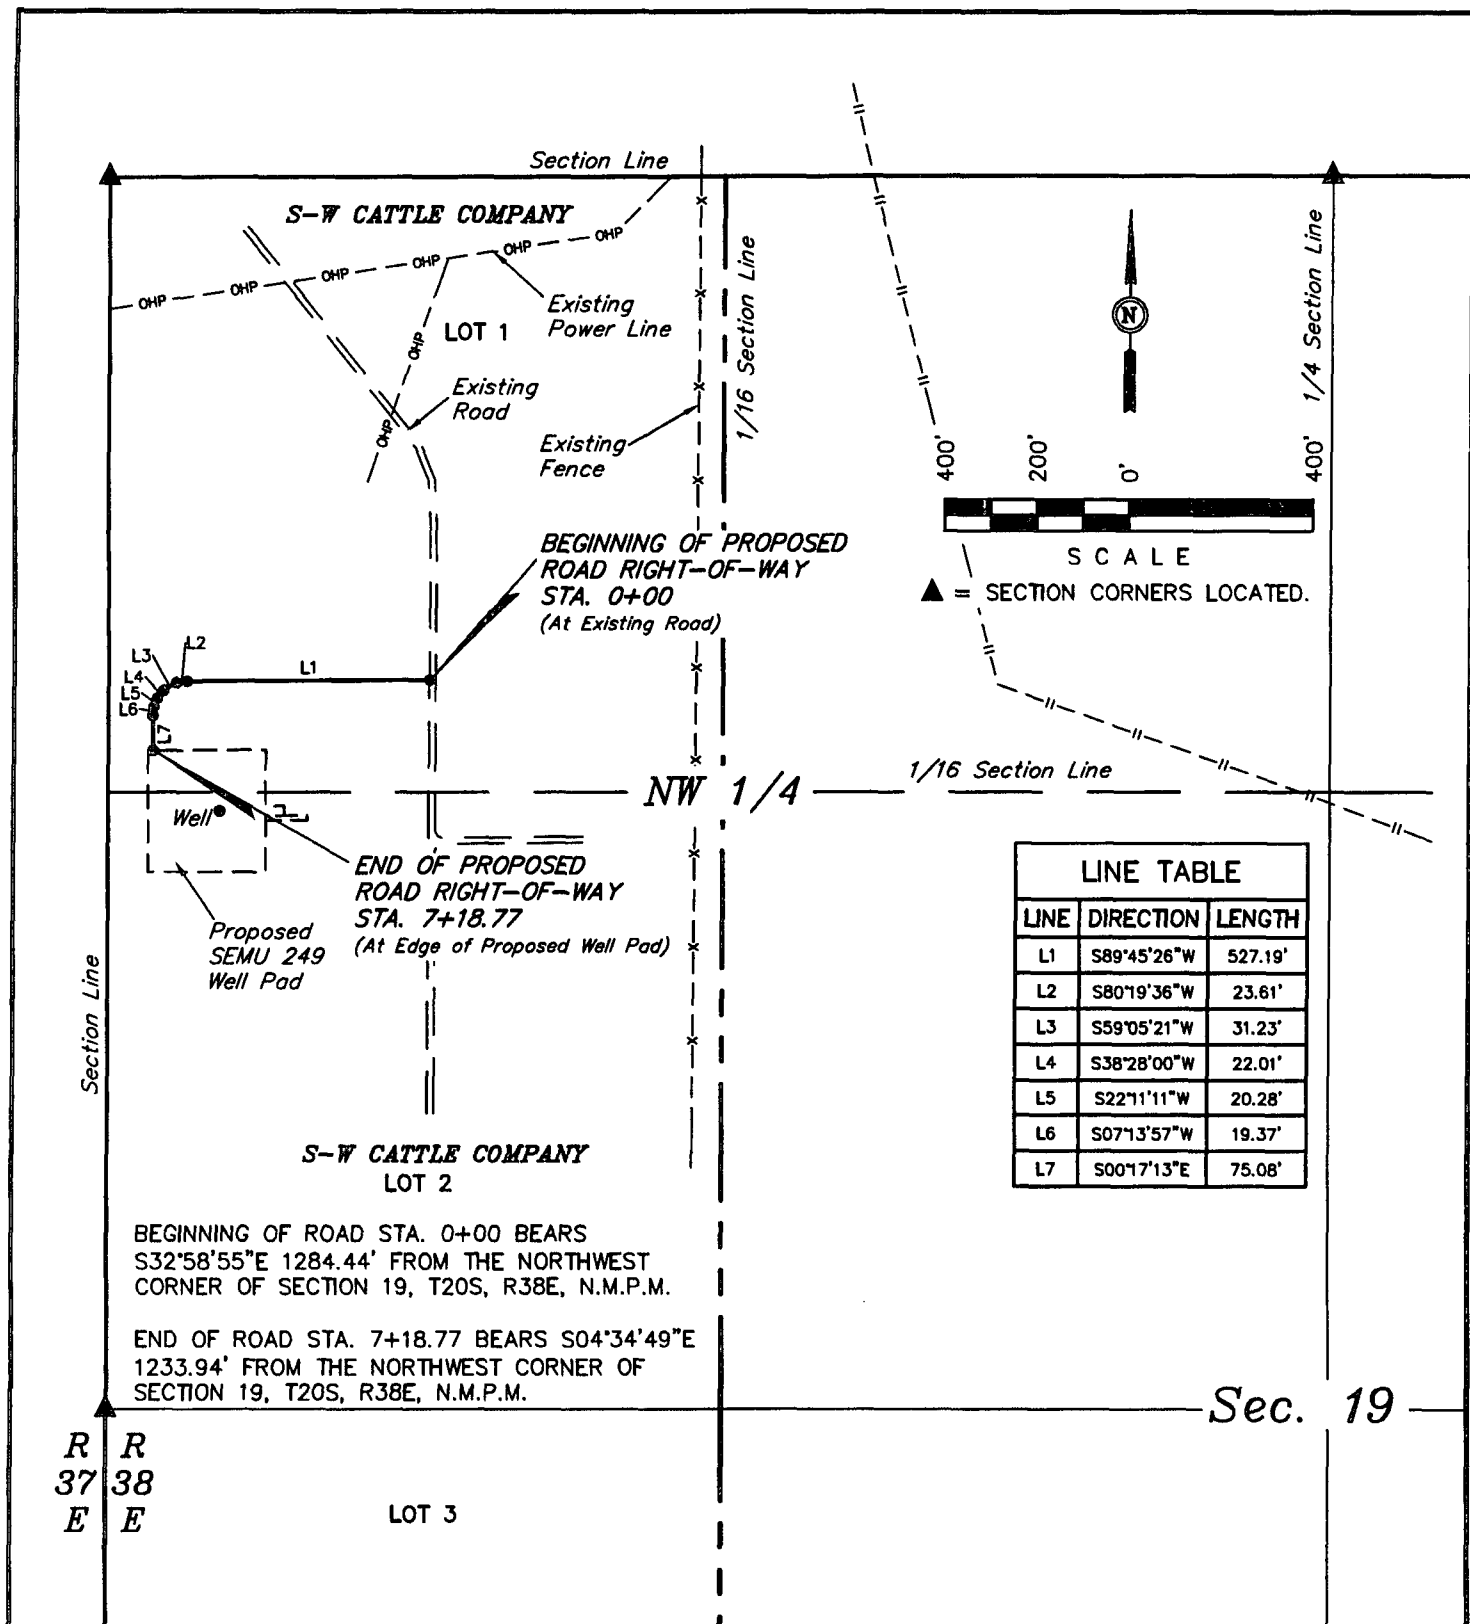 Section Line
S-W CATTLE COMPANY
OHP
OHP
OHP
OHP
OHP
OHP
OHP
OHP
Existing
Power Line
LOT 1
Existing
Road
Existing
Fence
1/16 Section Line
N
1/4 Section Line
400'
200'
0'
400'
SCALE
▲ = SECTION CORNERS LOCATED.
BEGINNING OF PROPOSED
ROAD RIGHT-OF-WAY
STA. 0+00
(At Existing Road)
L1
L2
L3
L4
L5
L6
L7
NW 1/4
1/16 Section Line
Well
END OF PROPOSED
ROAD RIGHT-OF-WAY
STA. 7+18.77
(At Edge of Proposed Well Pad)
Proposed
SEMU 249
Well Pad
Section Line
LINE TABLE
LINE DIRECTION LENGTH
L1 S89°45'26"W 527.19'
L2 S80°19'36"W 23.61'
L3 S59°05'21"W 31.23'
L4 S38°28'00"W 22.01'
L5 S22°11'11"W 20.28'
L6 S07°13'57"W 19.37'
L7 S00°17'13"E 75.08'
S-W CATTLE COMPANY
LOT 2
BEGINNING OF ROAD STA. 0+00 BEARS
S32°58'55"E 1284.44' FROM THE NORTHWEST
CORNER OF SECTION 19, T20S, R38E, N.M.P.M.
END OF ROAD STA. 7+18.77 BEARS S04°34'49"E
1233.94' FROM THE NORTHWEST CORNER OF
SECTION 19, T20S, R38E, N.M.P.M.
Sec. 19
R R
37 38
E E
LOT 3